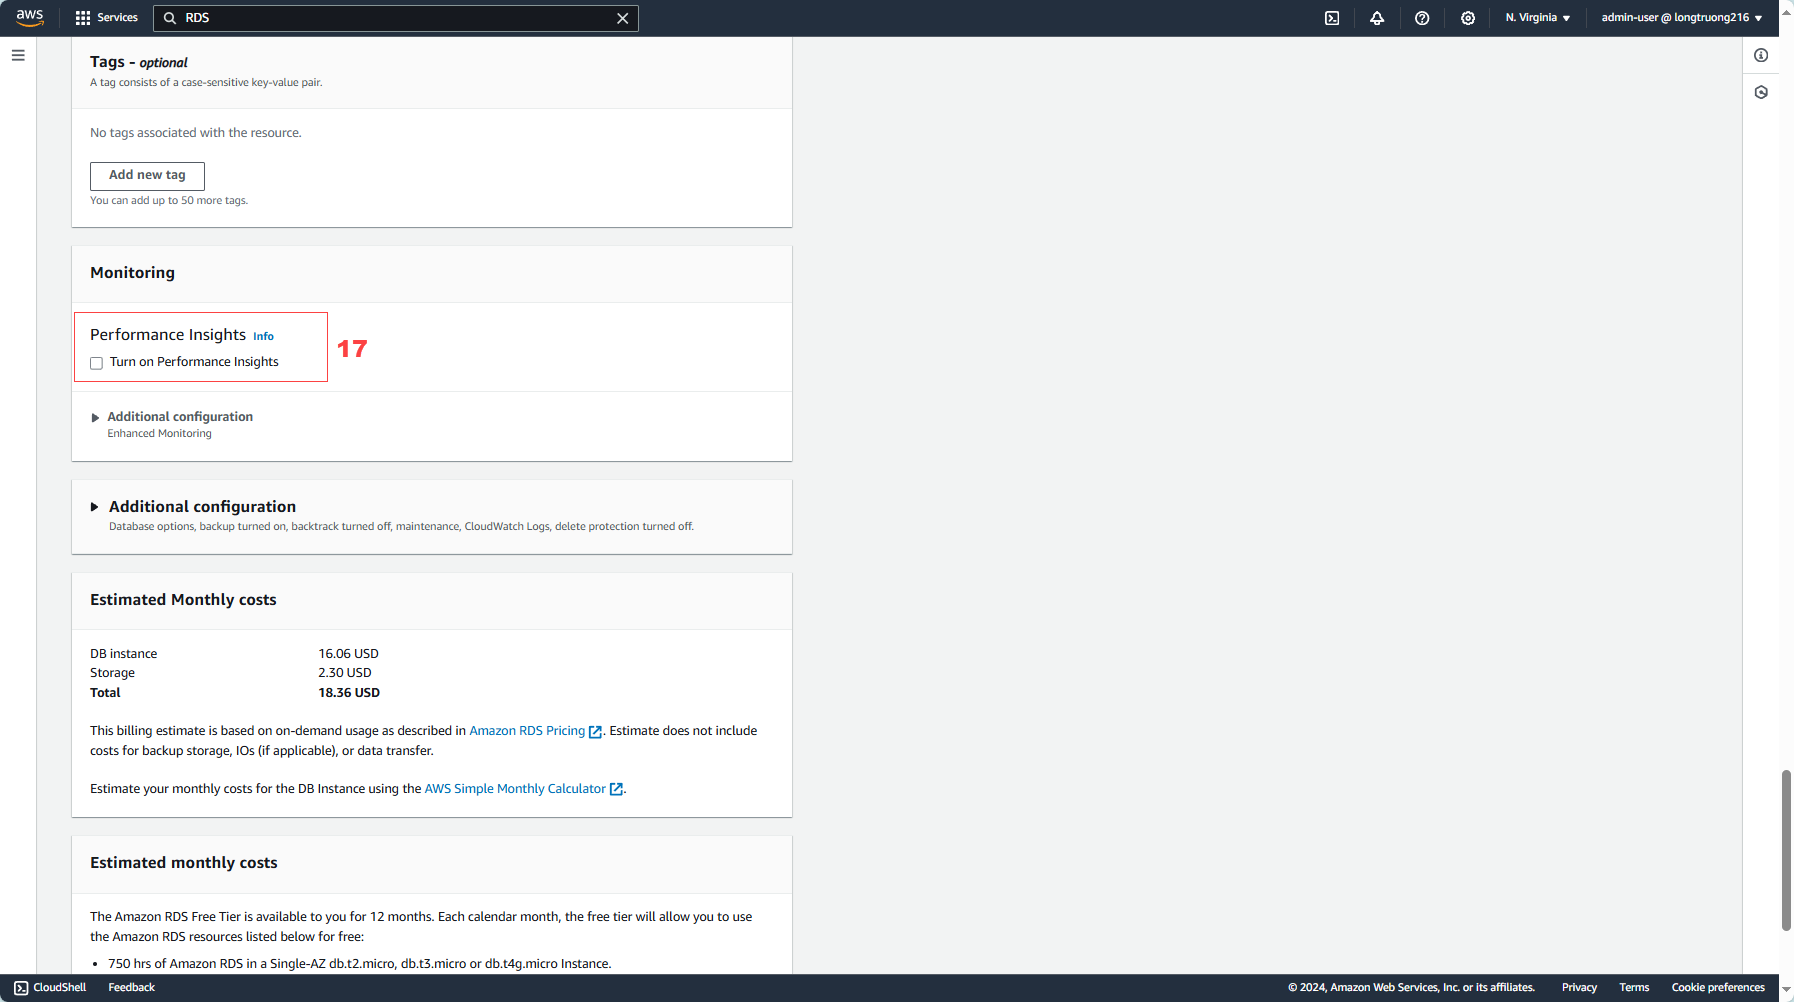 aws
Services
RDS
N. Virginia
admin-user @ longtruong216
Tags - optional
A tag consists of a case-sensitive key-value pair.
No tags associated with the resource.
Add new tag
You can add up to 50 more tags.
Monitoring
Performance Insights Info
Turn on Performance Insights
17
Additional configuration
Enhanced Monitoring
Additional configuration
Database options, backup turned on, backtrack turned off, maintenance, CloudWatch Logs, delete protection turned off.
Estimated Monthly costs
DB instance 16.06 USD
Storage 2.30 USD
Total 18.36 USD
This billing estimate is based on on-demand usage as described in Amazon RDS Pricing. Estimate does not include
costs for backup storage, IOs (if applicable), or data transfer.
Estimate your monthly costs for the DB Instance using the AWS Simple Monthly Calculator.
Estimated monthly costs
The Amazon RDS Free Tier is available to you for 12 months. Each calendar month, the free tier will allow you to use
the Amazon RDS resources listed below for free:
• 750 hrs of Amazon RDS in a Single-AZ db.t2.micro, db.t3.micro or db.t4g.micro Instance.
CloudShell Feedback © 2024, Amazon Web Services, Inc. or its affiliates. Privacy Terms Cookie preferences